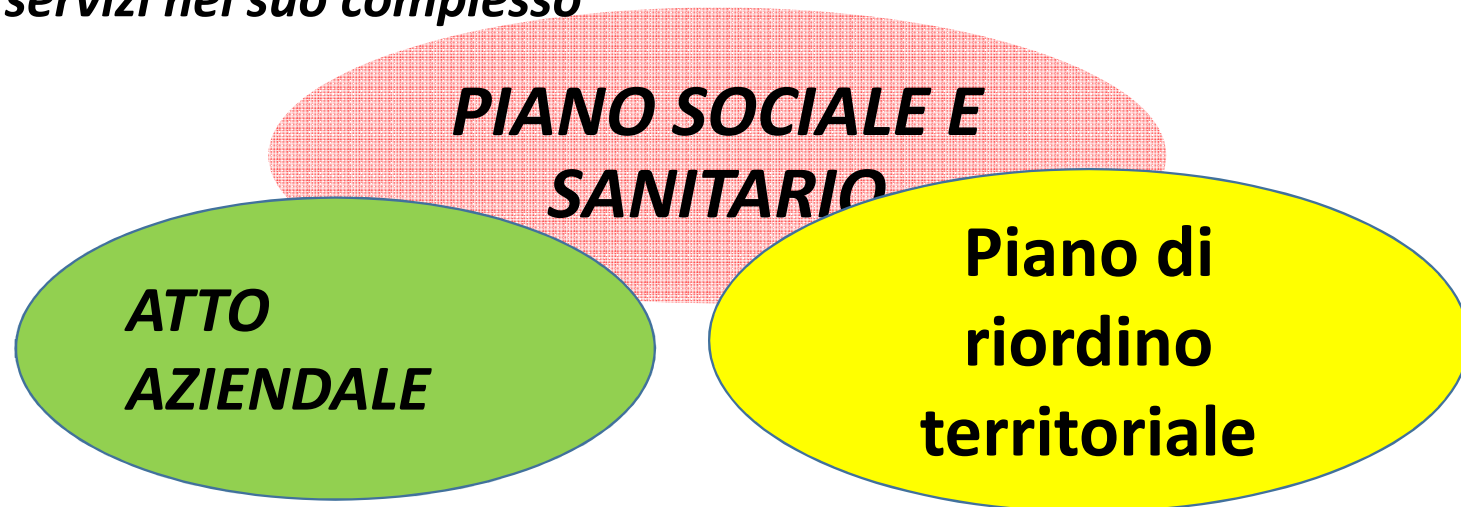 servizi nel suo complesso
PIANO SOCIALE E
SANITARIO
ATTO
AZIENDALE
Piano di
riordino
territoriale